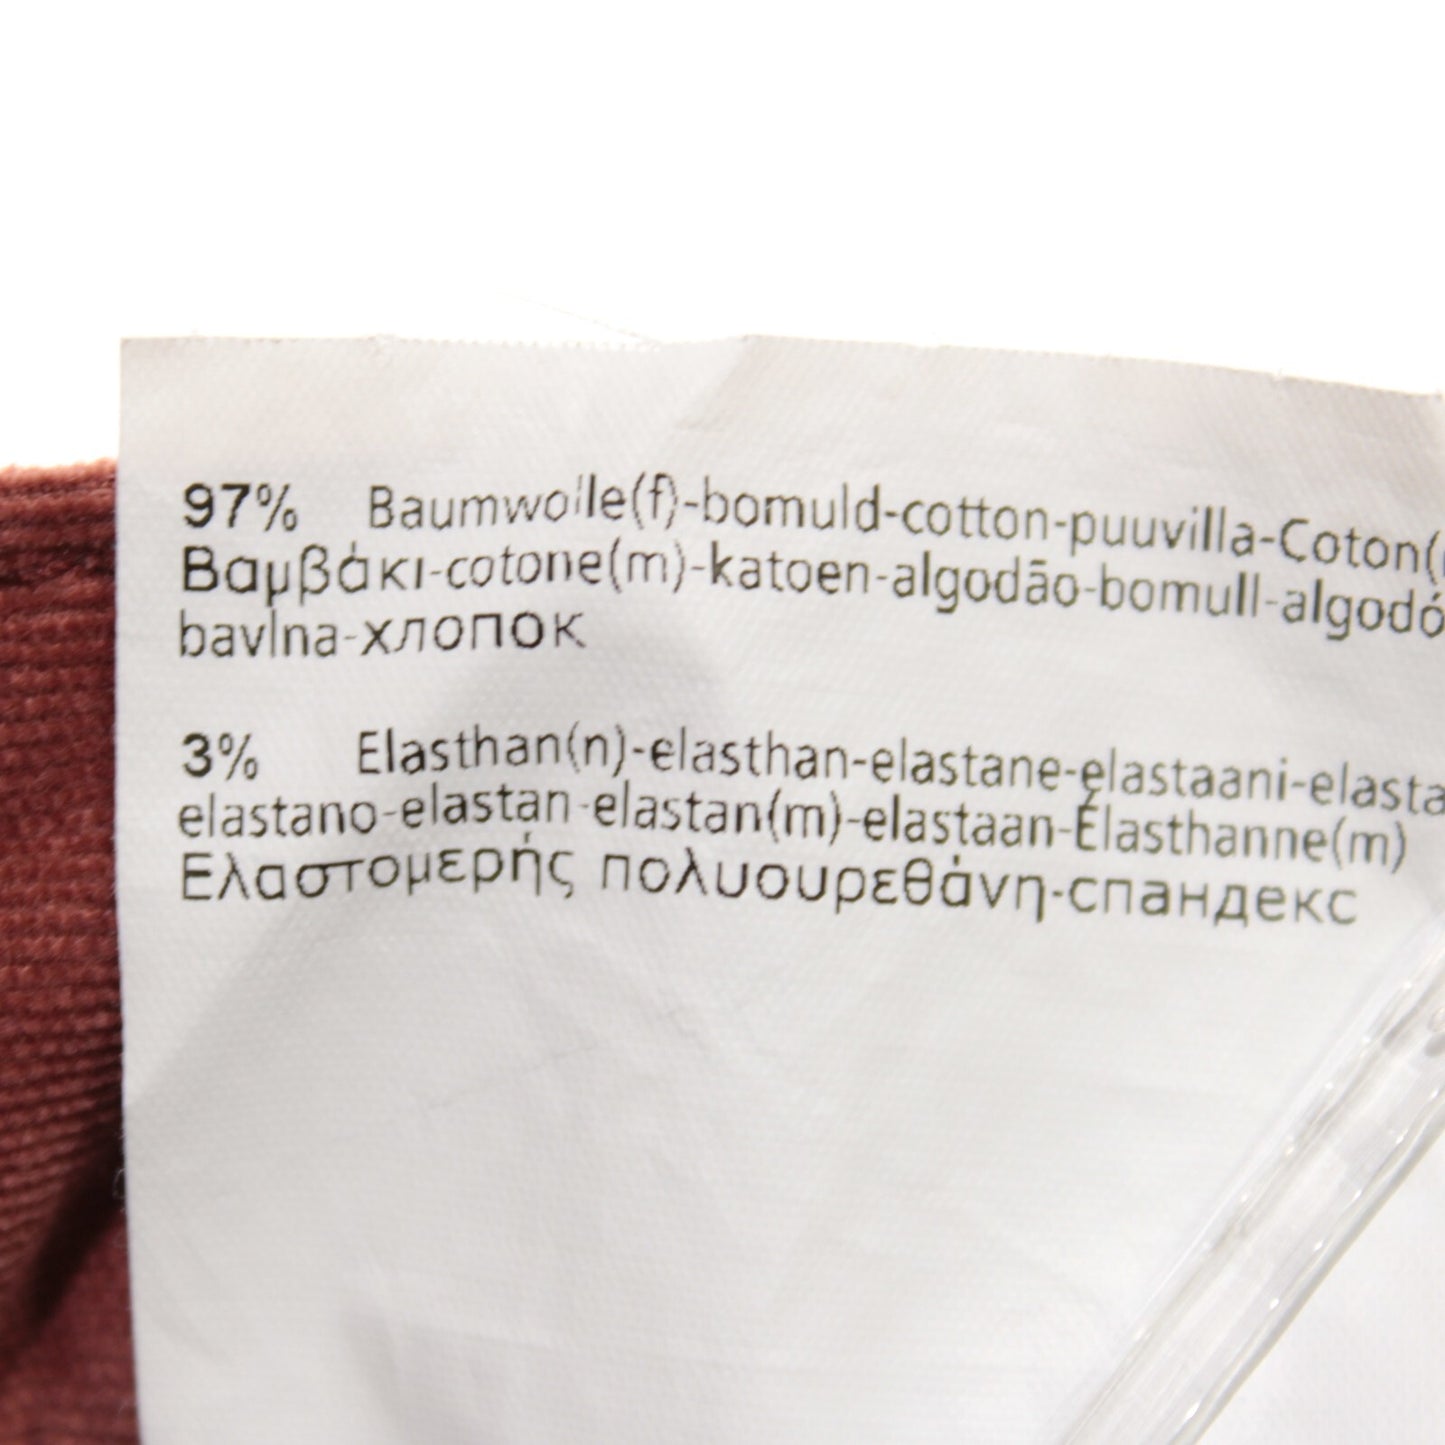 97% Baumwolle(f)-bomuld-cotton-puuvilla-Coton(
Βαμβάκι-cotone(m)-katoen-algodão-bomull-algodó
bavlna-хлопок
3% Elasthan(n)-elasthan-elastane-elastaani-elasta
elastano-elastan-elastan(m)-elastaan-Élasthanne(m)
Ελαστομερής πολυουρεθάνη-спандекс